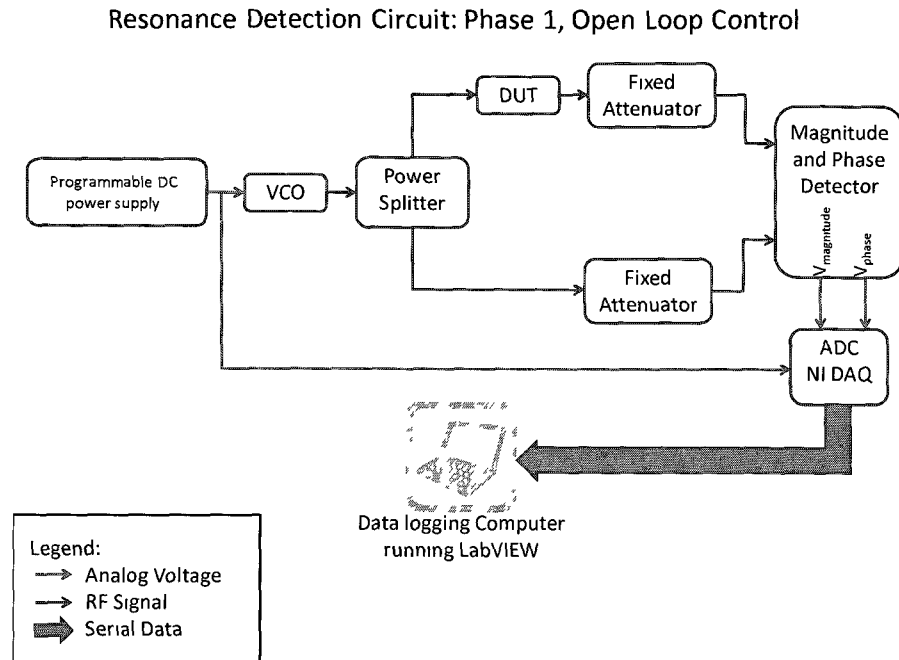 Resonance Detection Circuit: Phase 1, Open Loop Control
DUT
Fixed
Attenuator
Magnitude
and Phase
Detector
Programmable DC
power supply
VCO
Power
Splitter
Vmagnitude
Vphase
Fixed
Attenuator
ADC
NI DAQ
Data logging Computer
running LabVIEW
Legend:
Analog Voltage
RF Signal
Serial Data